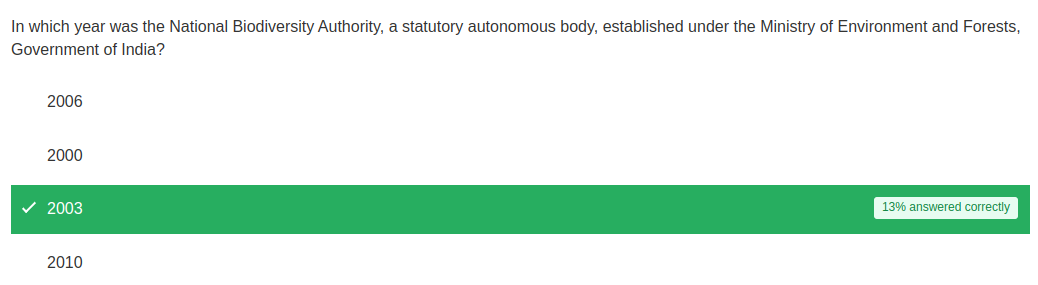 In which year was the National Biodiversity Authority, a statutory autonomous body, established under the Ministry of Environment and Forests,
Government of India?
2006
2000
2003
13% answered correctly
2010